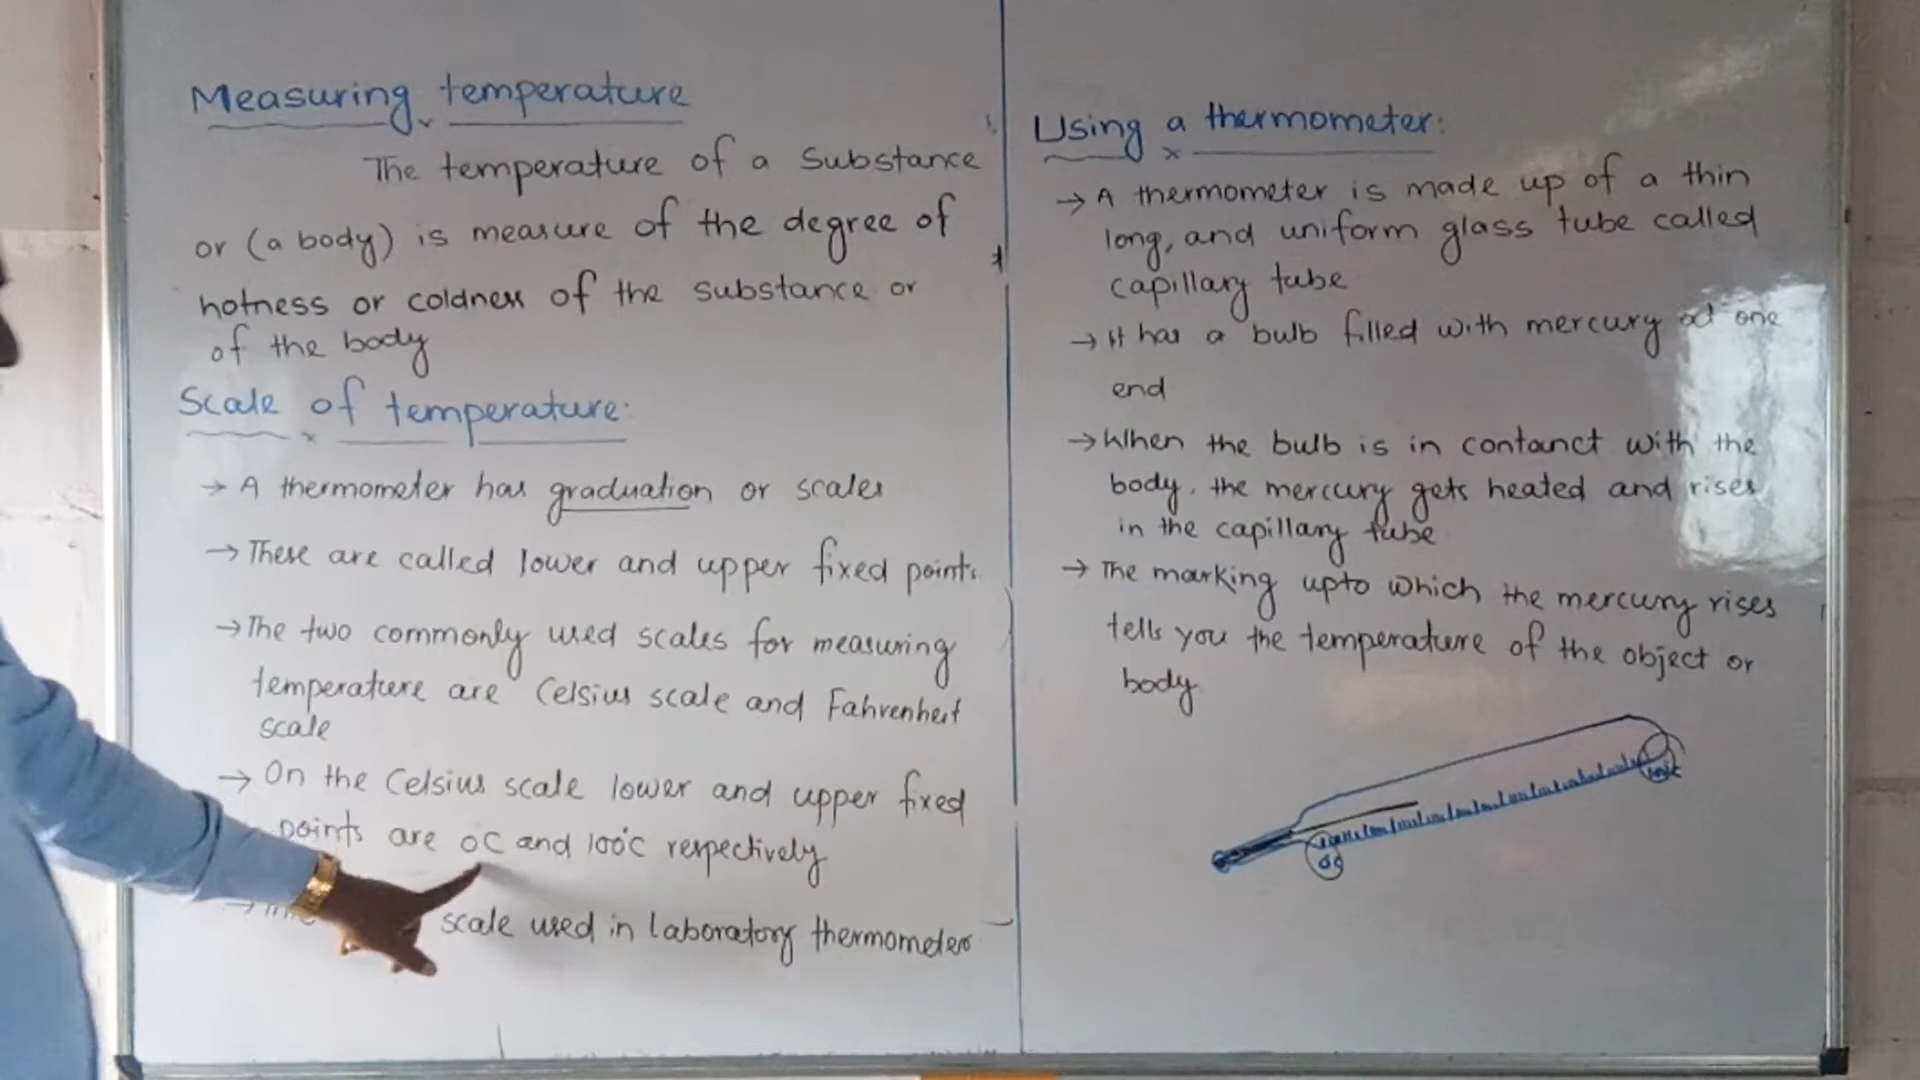 Measuring temperature
The temperature of a substance
or (a body) is measure of the degree of
hotness or coldness of the substance or
of the body
Scale of temperature:
→ A thermometer has graduation or scales
→ These are called lower and upper fixed points.
→ The two commonly used scales for measuring
temperature are Celsius scale and Fahrenheit
scale
→ On the Celsius scale lower and upper fixed
points are 0°C and 100°C respectively
→ scale used in laboratory thermometers
Using a thermometer:
→ A thermometer is made up of a thin
long, and uniform glass tube called
capillary tube
→ It has a bulb filled with mercury at one
end
→ When the bulb is in contanct with the
body. the mercury gets heated and rises
in the capillary tube
→ The marking upto which the mercury rises
tells you the temperature of the object or
body
100°C
0°C